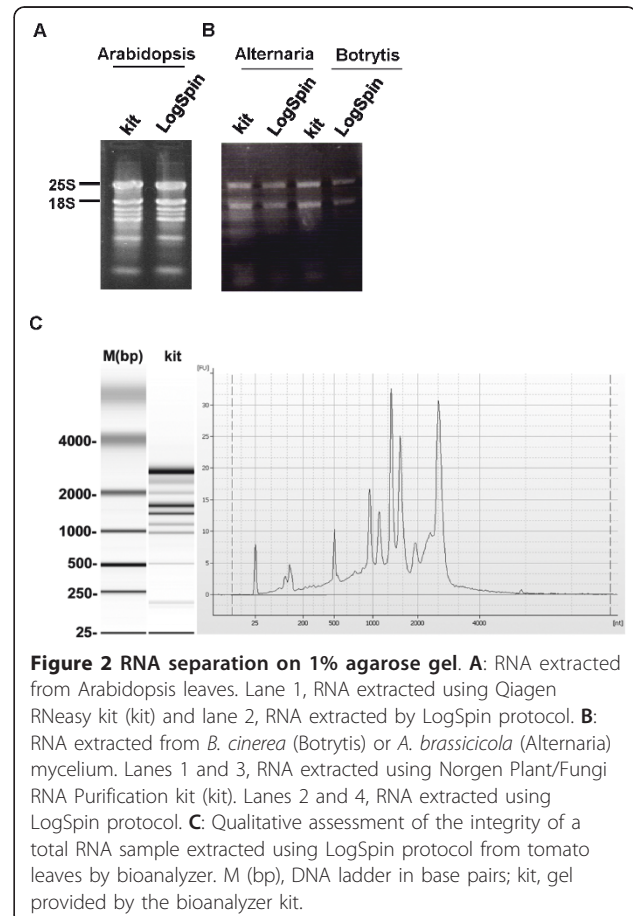 A
B
Arabidopsis
Alternaria Botrytis
kit LogSpin
kit LogSpin kit LogSpin
25S
18S
C
M(bp) kit
4000-
2000-
1000-
500-
250-
25-
[FU]
30
25
20
15
10
5
0
25 200 500 1000 2000 4000 [nt]
Figure 2 RNA separation on 1% agarose gel. A: RNA extracted
from Arabidopsis leaves. Lane 1, RNA extracted using Qiagen
RNeasy kit (kit) and lane 2, RNA extracted by LogSpin protocol. B:
RNA extracted from B. cinerea (Botrytis) or A. brassicicola (Alternaria)
mycelium. Lanes 1 and 3, RNA extracted using Norgen Plant/Fungi
RNA Purification kit (kit). Lanes 2 and 4, RNA extracted using
LogSpin protocol. C: Qualitative assessment of the integrity of a
total RNA sample extracted using LogSpin protocol from tomato
leaves by bioanalyzer. M (bp), DNA ladder in base pairs; kit, gel
provided by the bioanalyzer kit.